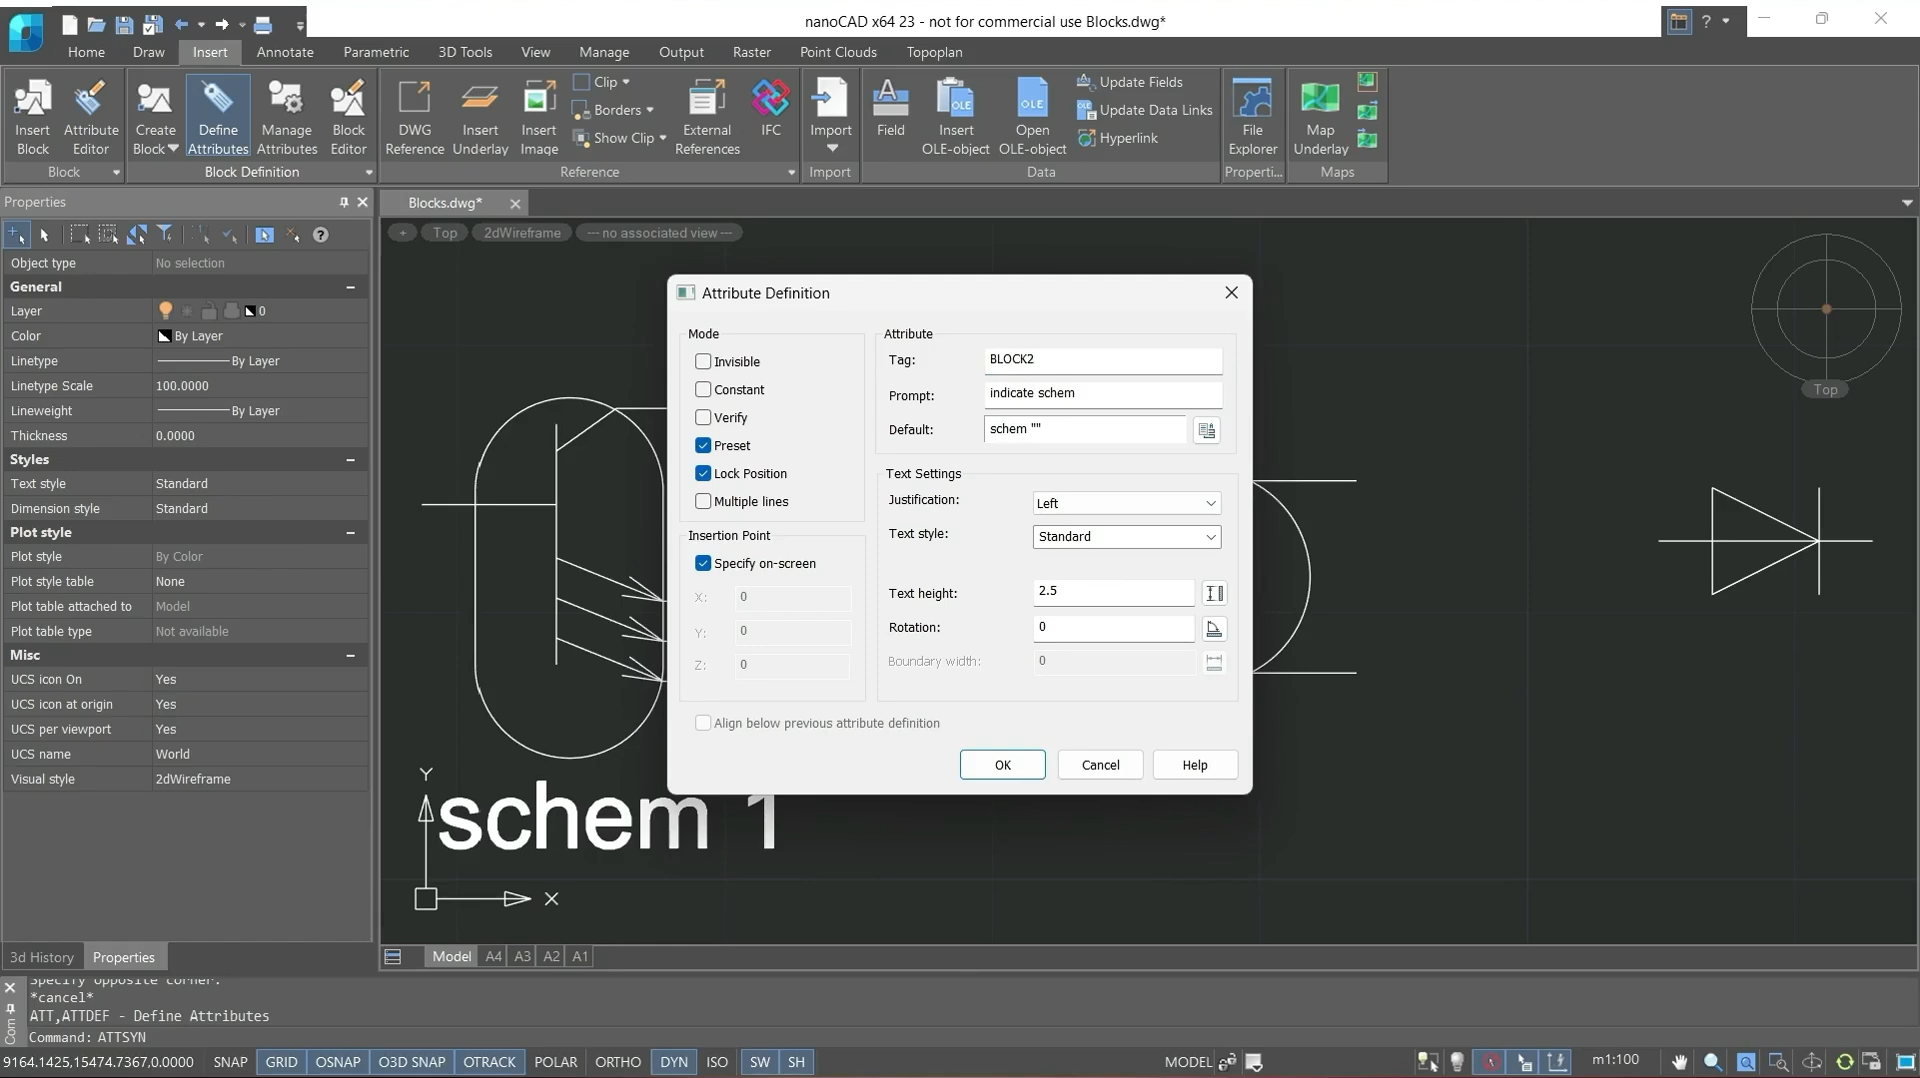 nanoCAD x64 23 - not for commercial use Blocks.dwg*
?
Home Draw Insert Annotate Parametric 3D Tools View Manage Output Raster Point Clouds Topoplan
Insert Block
Attribute Editor
Create Block
Define Attributes
Manage Attributes
Block Editor
DWG Reference
Insert Underlay
Insert Image
Clip
Borders
Show Clip
External References
IFC
Import
Field
OLE
Insert OLE-object
OLE
Open OLE-object
Update Fields
Update Data Links
Hyperlink
File Explorer
Map Underlay
Block
Block Definition
Reference
Import
Data
Properti...
Maps
Properties
Blocks.dwg*
+ Top 2dWireframe --- no associated view ---
Object type No selection
General
Layer 0
Color By Layer
Linetype By Layer
Linetype Scale 100.0000
Lineweight By Layer
Thickness 0.0000
Styles
Text style Standard
Dimension style Standard
Plot style
Plot style By Color
Plot style table None
Plot table attached to Model
Plot table type Not available
Misc
UCS icon On Yes
UCS icon at origin Yes
UCS per viewport Yes
UCS name World
Visual style 2dWireframe
Attribute Definition
Mode
Invisible
Constant
Verify
Preset
Lock Position
Multiple lines
Insertion Point
Specify on-screen
X: 0
Y: 0
Z: 0
Attribute
Tag: BLOCK2
Prompt: indicate schem
Default: schem ""
Text Settings
Justification: Left
Text style: Standard
Text height: 2.5
Rotation: 0
Boundary width: 0
Align below previous attribute definition
OK Cancel Help
Top
Y
schem 1
X
3d History Properties
Model A4 A3 A2 A1
Specify opposite corner:
*cancel*
ATT,ATTDEF - Define Attributes
Command: ATTSYN
Com
9164.1425,15474.7367,0.0000 SNAP GRID OSNAP O3D SNAP OTRACK POLAR ORTHO DYN ISO SW SH MODEL m1:100